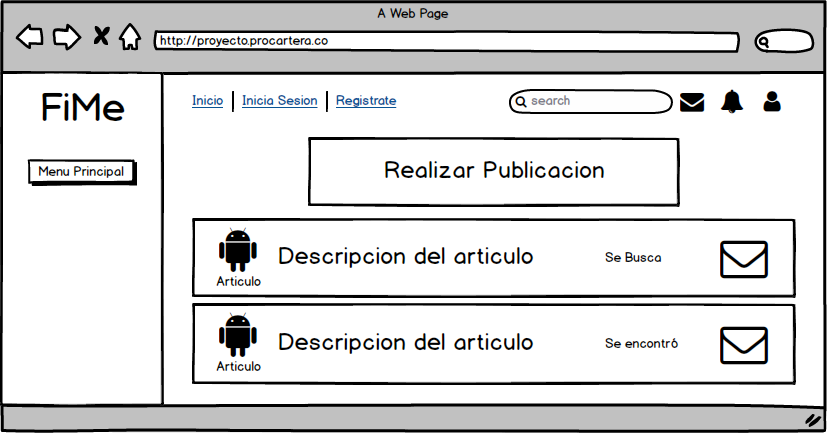 A Web Page
http://proyecto.procartera.co
FiMe
Menu Principal
Inicio
Inicia Sesion
Registrate
search
Realizar Publicacion
Articulo
Descripcion del articulo
Se Busca
Articulo
Descripcion del articulo
Se encontró